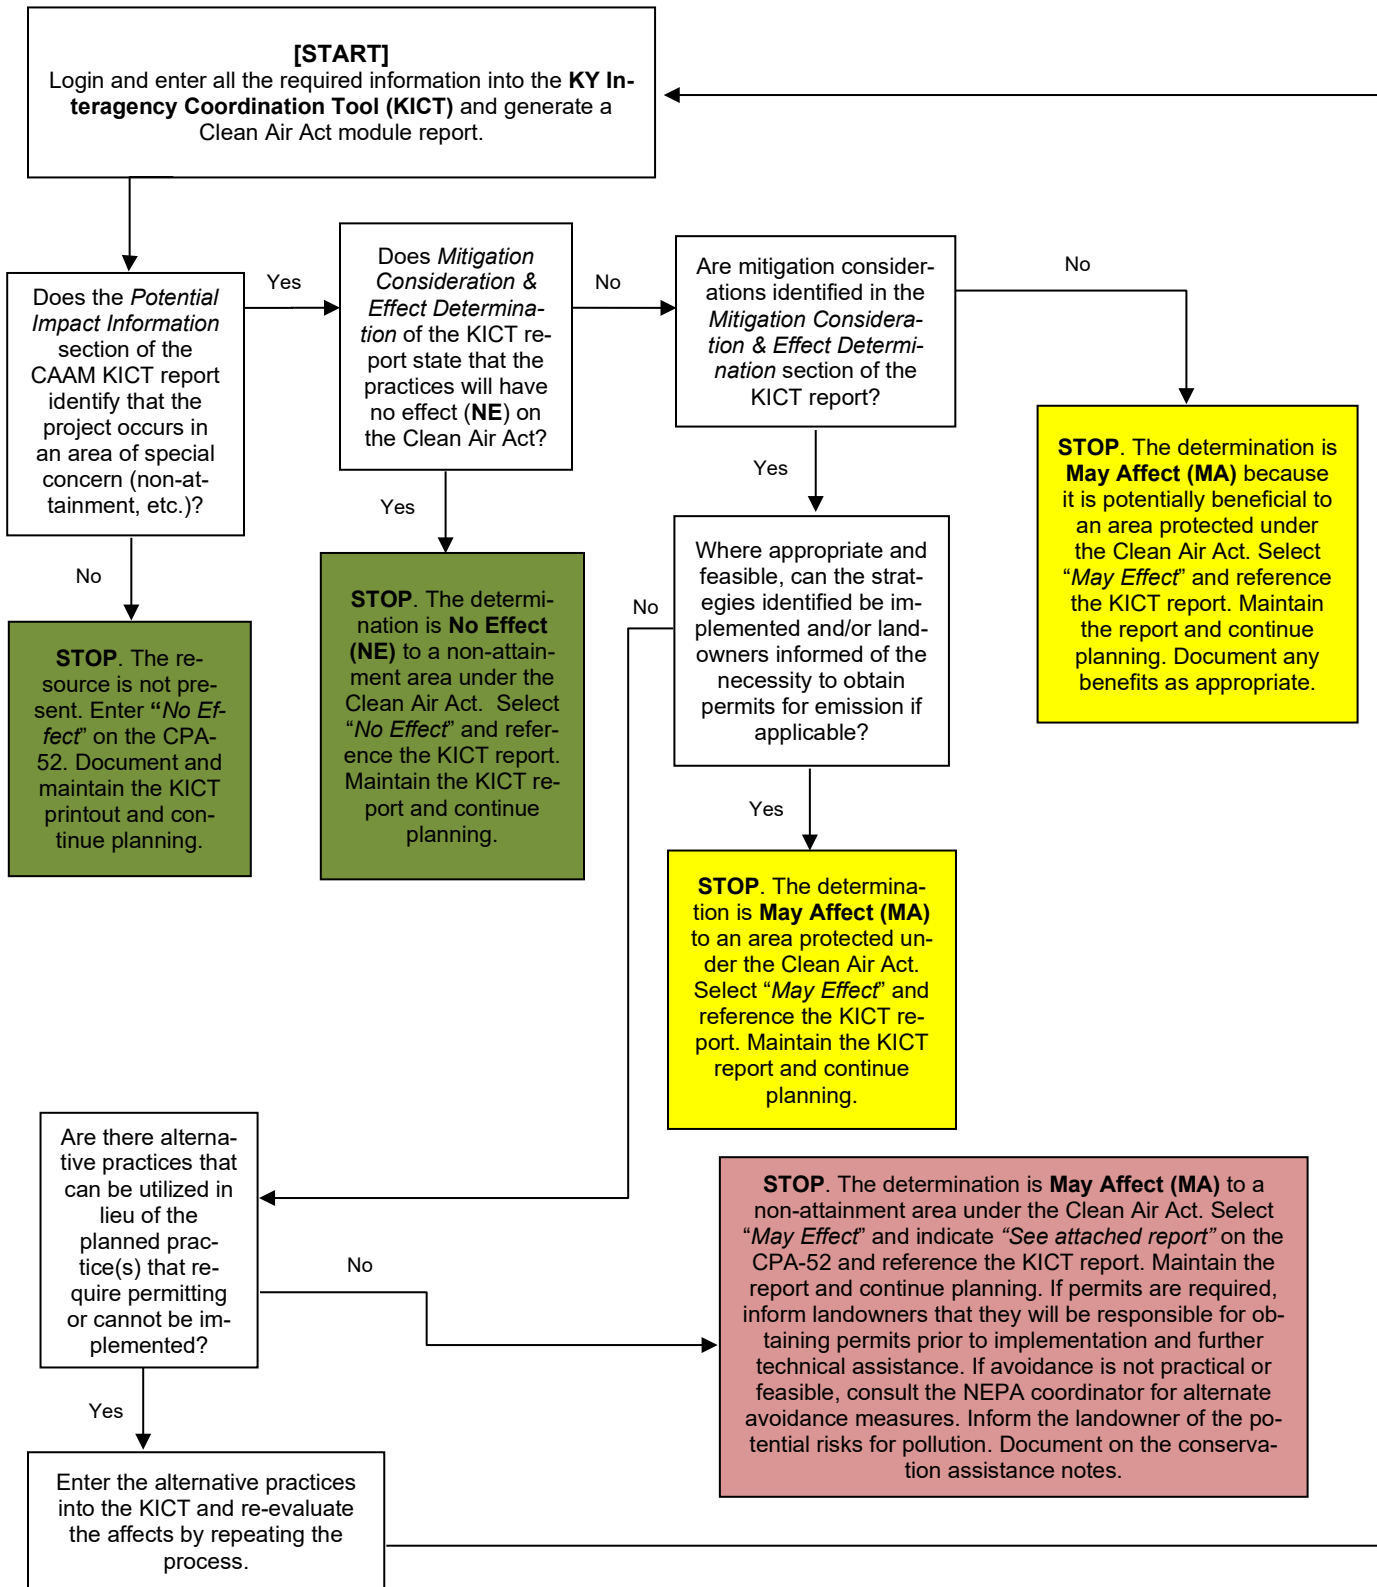 [START]
Login and enter all the required information into the KY In-
teragency Coordination Tool (KICT) and generate a
Clean Air Act module report.
Does the Potential
Impact Information
section of the
CAAM KICT report
identify that the
project occurs in
an area of special
concern (non-at-
tainment, etc.)?
Yes
Does Mitigation
Consideration &
Effect Determina-
tion of the KICT re-
port state that the
practices will have
no effect (NE) on
the Clean Air Act?
No
Are mitigation consider-
ations identified in the
Mitigation Considera-
tion & Effect Determi-
nation section of the
KICT report?
No
STOP. The determination is
May Affect (MA) because
it is potentially beneficial to
an area protected under
the Clean Air Act. Select
“May Effect” and reference
the KICT report. Maintain
the report and continue
planning. Document any
benefits as appropriate.
No
STOP. The re-
source is not pre-
sent. Enter “No Ef-
fect” on the CPA-
52. Document and
maintain the KICT
printout and con-
tinue planning.
Yes
STOP. The determi-
nation is No Effect
(NE) to a non-attain-
ment area under the
Clean Air Act. Select
“No Effect” and refer-
ence the KICT report.
Maintain the KICT re-
port and continue
planning.
Yes
Where appropriate and
feasible, can the strat-
egies identified be im-
plemented and/or land-
owners informed of the
necessity to obtain
permits for emission if
applicable?
No
Yes
STOP. The determina-
tion is May Affect (MA)
to an area protected un-
der the Clean Air Act.
Select “May Effect” and
reference the KICT re-
port. Maintain the KICT
report and continue
planning.
Are there alterna-
tive practices that
can be utilized in
lieu of the
planned prac-
tice(s) that re-
quire permitting
or cannot be im-
plemented?
No
STOP. The determination is May Affect (MA) to a
non-attainment area under the Clean Air Act. Select
“May Effect” and indicate “See attached report” on the
CPA-52 and reference the KICT report. Maintain the
report and continue planning. If permits are required,
inform landowners that they will be responsible for ob-
taining permits prior to implementation and further
technical assistance. If avoidance is not practical or
feasible, consult the NEPA coordinator for alternate
avoidance measures. Inform the landowner of the po-
tential risks for pollution. Document on the conserva-
tion assistance notes.
Yes
Enter the alternative practices
into the KICT and re-evaluate
the affects by repeating the
process.